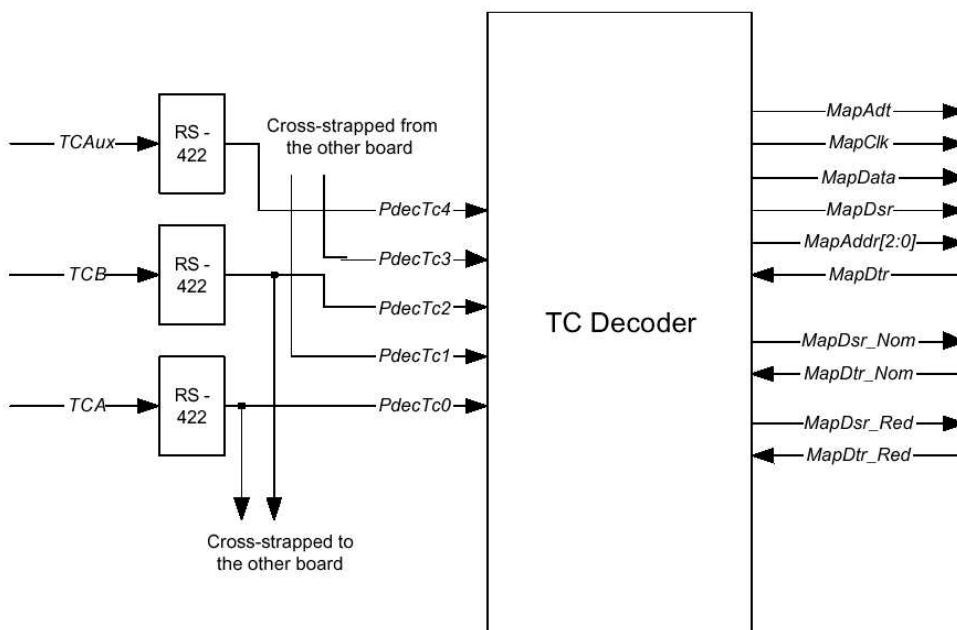 TCAux
RS -
422
Cross-strapped from
the other board
PdecTc4
PdecTc3
TCB
RS -
422
PdecTc2
PdecTc1
TCA
RS -
422
PdecTc0
Cross-strapped to
the other board
TC Decoder
MapAdt
MapClk
MapData
MapDsr
MapAddr[2:0]
MapDtr
MapDsr_Nom
MapDtr_Nom
MapDsr_Red
MapDtr_Red